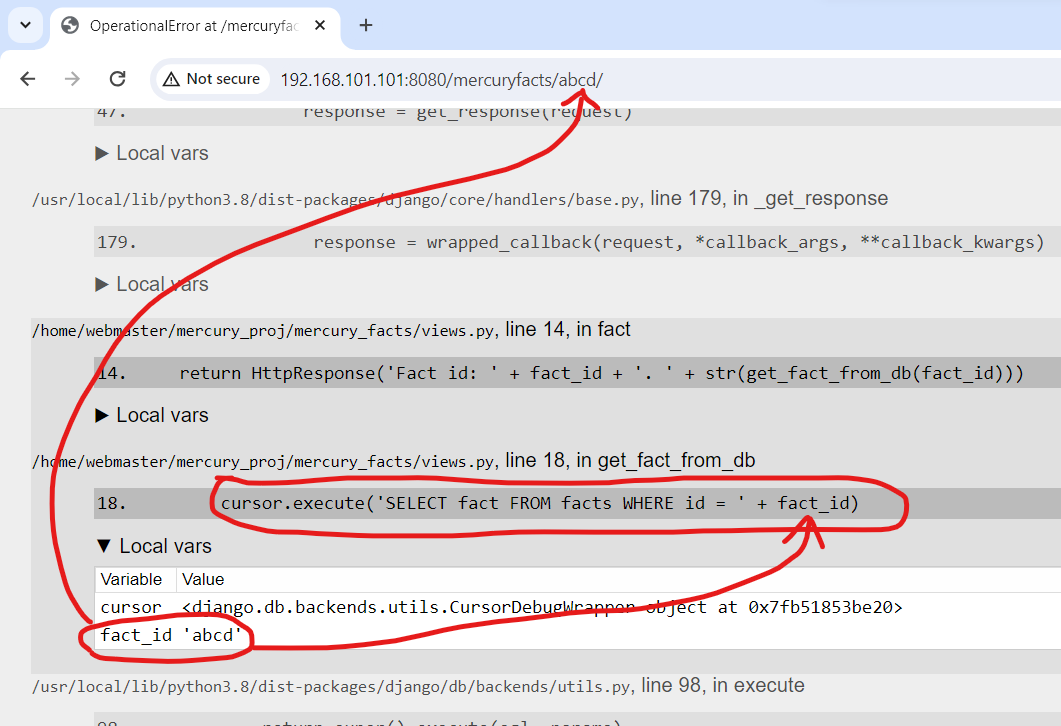 OperationalError at /mercuryfac
Not secure 192.168.101.101:8080/mercuryfacts/abcd/
47. response = get_response(request)
▶ Local vars
/usr/local/lib/python3.8/dist-packages/django/core/handlers/base.py, line 179, in _get_response
179. response = wrapped_callback(request, *callback_args, **callback_kwargs)
▶ Local vars
/home/webmaster/mercury_proj/mercury_facts/views.py, line 14, in fact
14. return HttpResponse('Fact id: ' + fact_id + '. ' + str(get_fact_from_db(fact_id)))
▶ Local vars
/home/webmaster/mercury_proj/mercury_facts/views.py, line 18, in get_fact_from_db
18. cursor.execute('SELECT fact FROM facts WHERE id = ' + fact_id)
▼ Local vars
Variable Value
cursor <django.db.backends.utils.CursorDebugWrapper object at 0x7fb51853be20>
fact_id 'abcd'
/usr/local/lib/python3.8/dist-packages/django/db/backends/utils.py, line 98, in execute